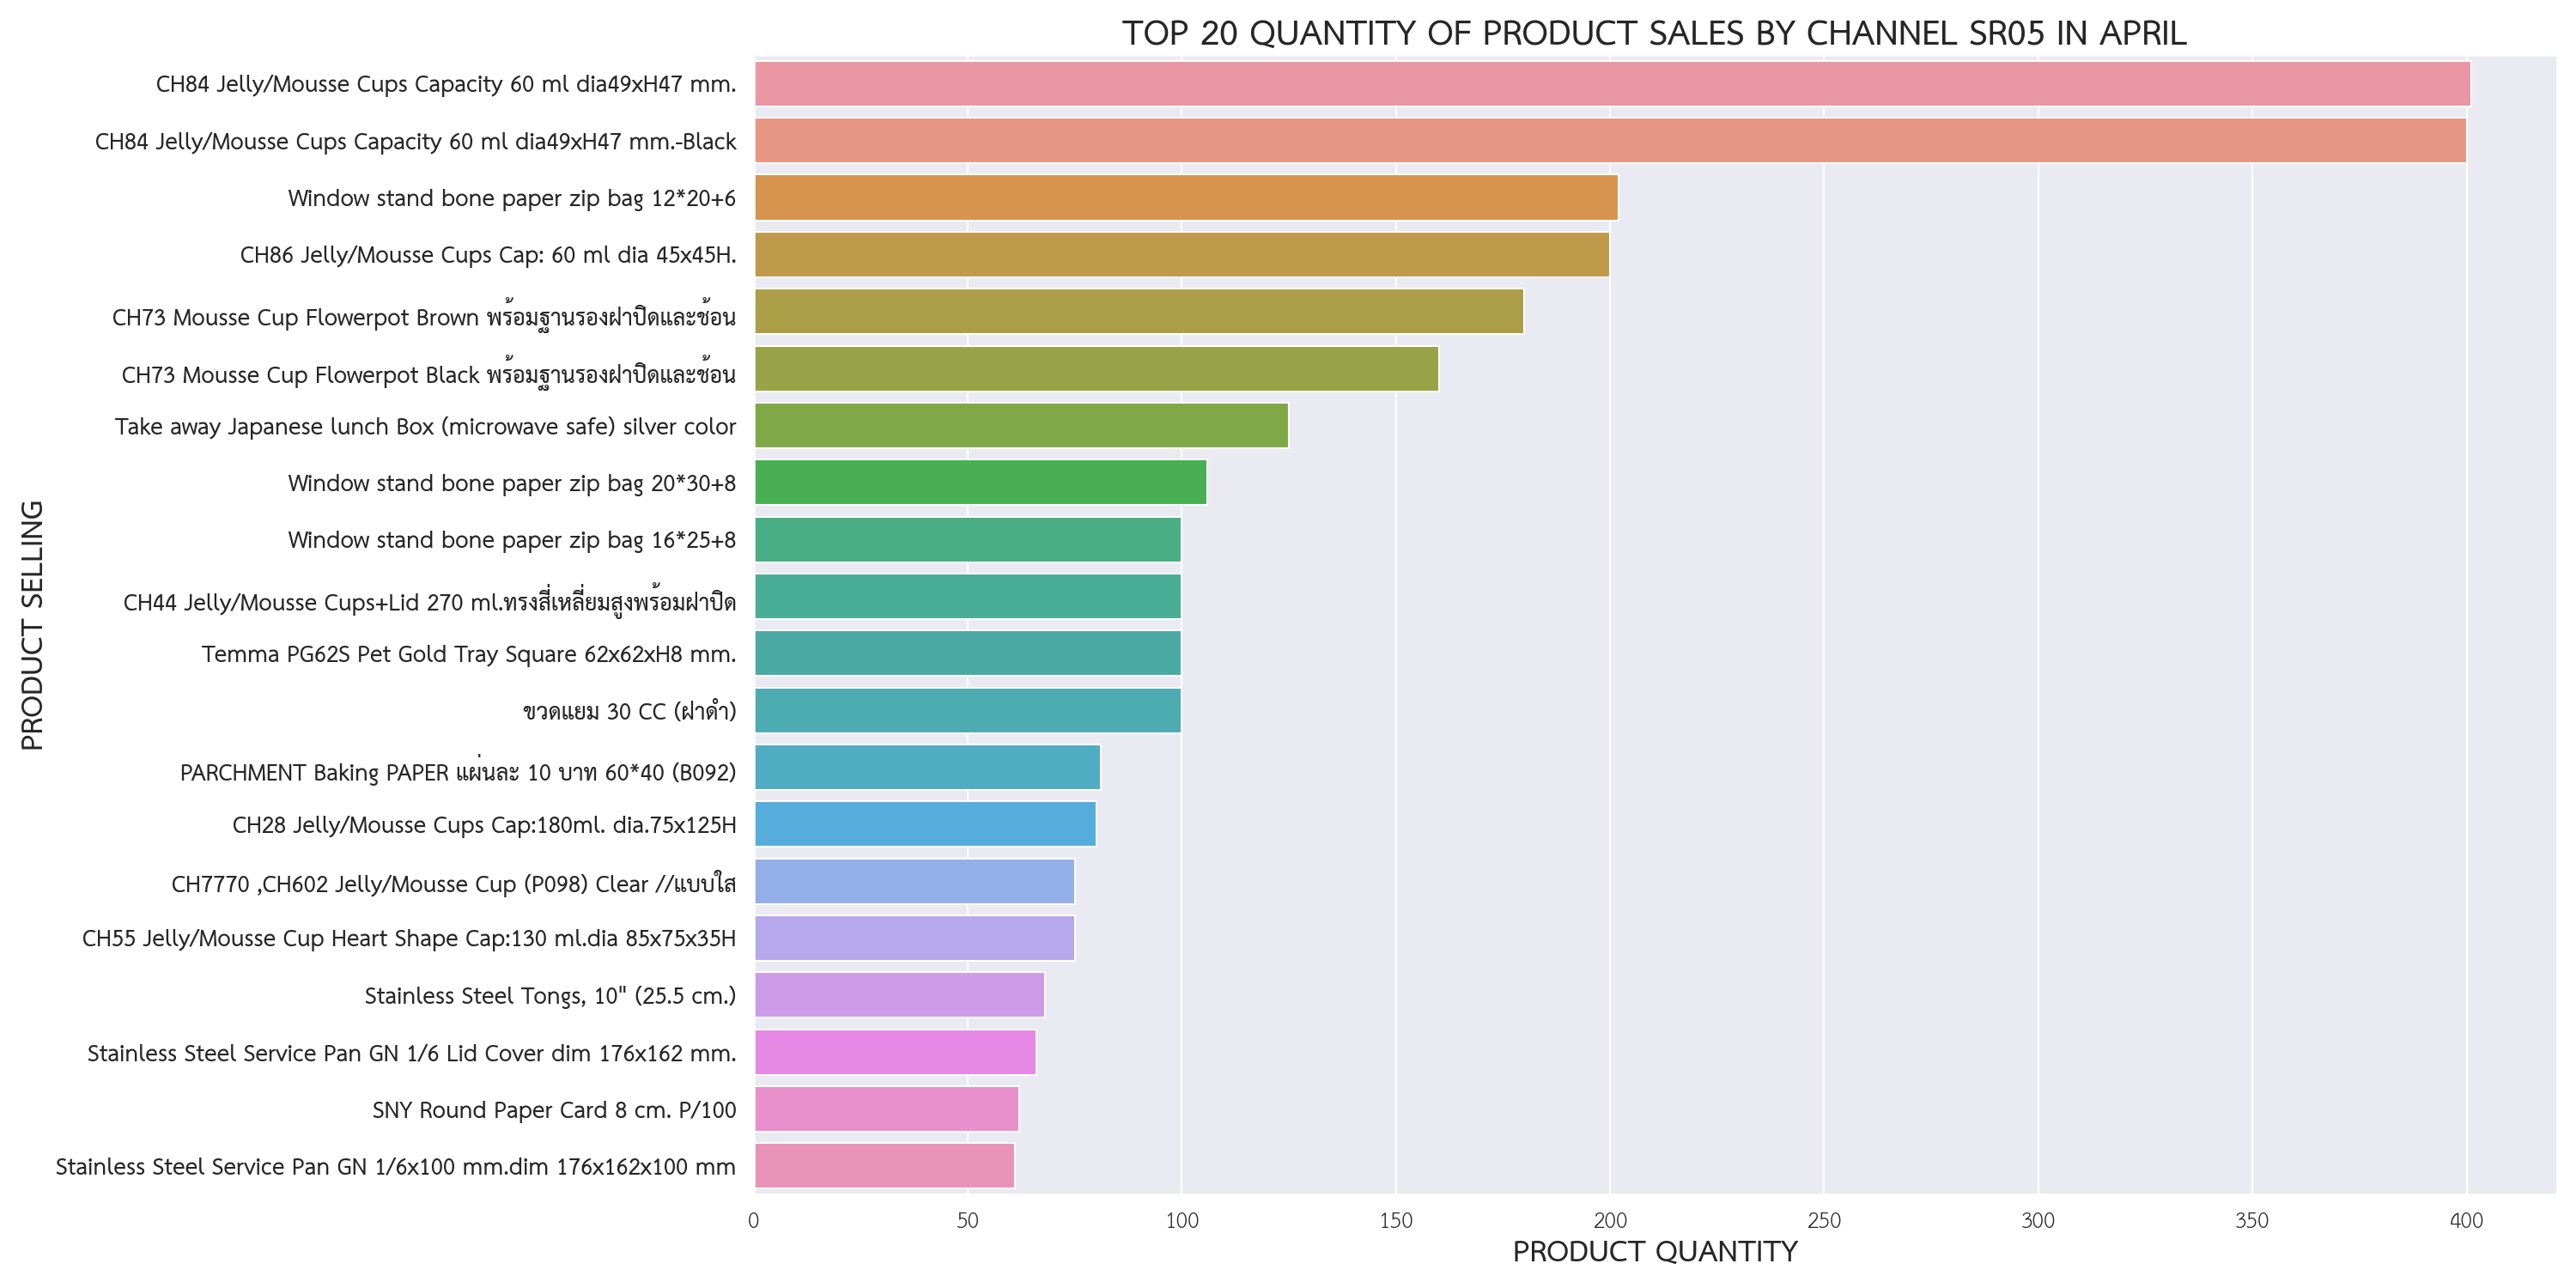 TOP 20 QUANTITY OF PRODUCT SALES BY CHANNEL SR05 IN APRIL
PRODUCT SELLING
CH84 Jelly/Mousse Cups Capacity 60 ml dia49xH47 mm.
CH84 Jelly/Mousse Cups Capacity 60 ml dia49xH47 mm.-Black
Window stand bone paper zip bag 12*20+6
CH86 Jelly/Mousse Cups Cap: 60 ml dia 45x45H.
CH73 Mousse Cup Flowerpot Brown พร้อมฐานรองฝาปิดและช้อน
CH73 Mousse Cup Flowerpot Black พร้อมฐานรองฝาปิดและช้อน
Take away Japanese lunch Box (microwave safe) silver color
Window stand bone paper zip bag 20*30+8
Window stand bone paper zip bag 16*25+8
CH44 Jelly/Mousse Cups+Lid 270 ml.ทรงสี่เหลี่ยมสูงพร้อมฝาปิด
Temma PG62S Pet Gold Tray Square 62x62xH8 mm.
ขวดแยม 30 CC (ฝาดำ)
PARCHMENT Baking PAPER แผ่นละ 10 บาท 60*40 (B092)
CH28 Jelly/Mousse Cups Cap:180ml. dia.75x125H
CH7770 ,CH602 Jelly/Mousse Cup (P098) Clear //แบบใส
CH55 Jelly/Mousse Cup Heart Shape Cap:130 ml.dia 85x75x35H
Stainless Steel Tongs, 10" (25.5 cm.)
Stainless Steel Service Pan GN 1/6 Lid Cover dim 176x162 mm.
SNY Round Paper Card 8 cm. P/100
Stainless Steel Service Pan GN 1/6x100 mm.dim 176x162x100 mm
0 50 100 150 200 250 300 350 400
PRODUCT QUANTITY